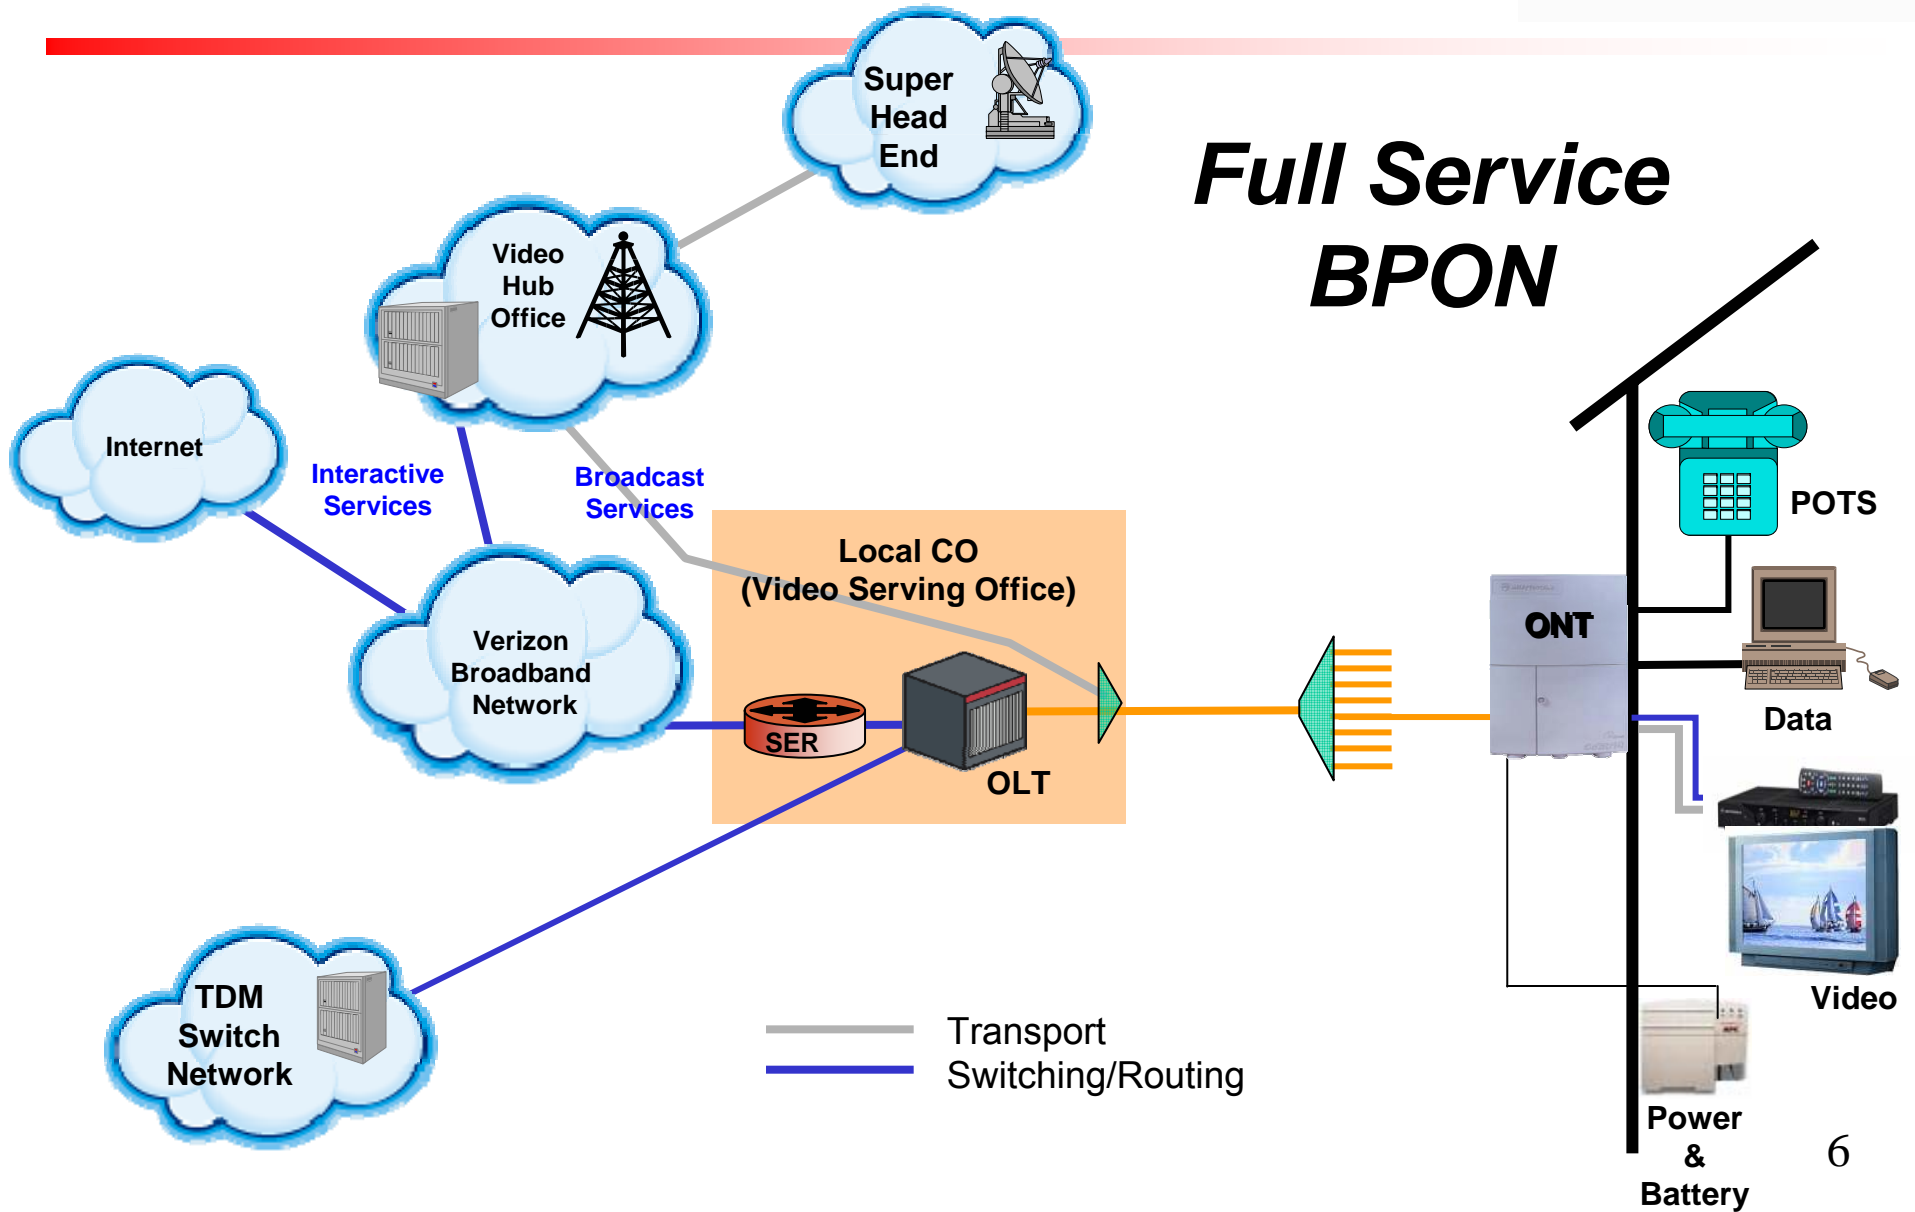 Super
Head
End
Full Service
BPON
Video
Hub
Office
Internet
Interactive
Services
Broadcast
Services
Local CO
(Video Serving Office)
Verizon
Broadband
Network
SER
OLT
ONT
POTS
Data
Video
TDM
Switch
Network
Transport
Switching/Routing
Power
&
Battery
6